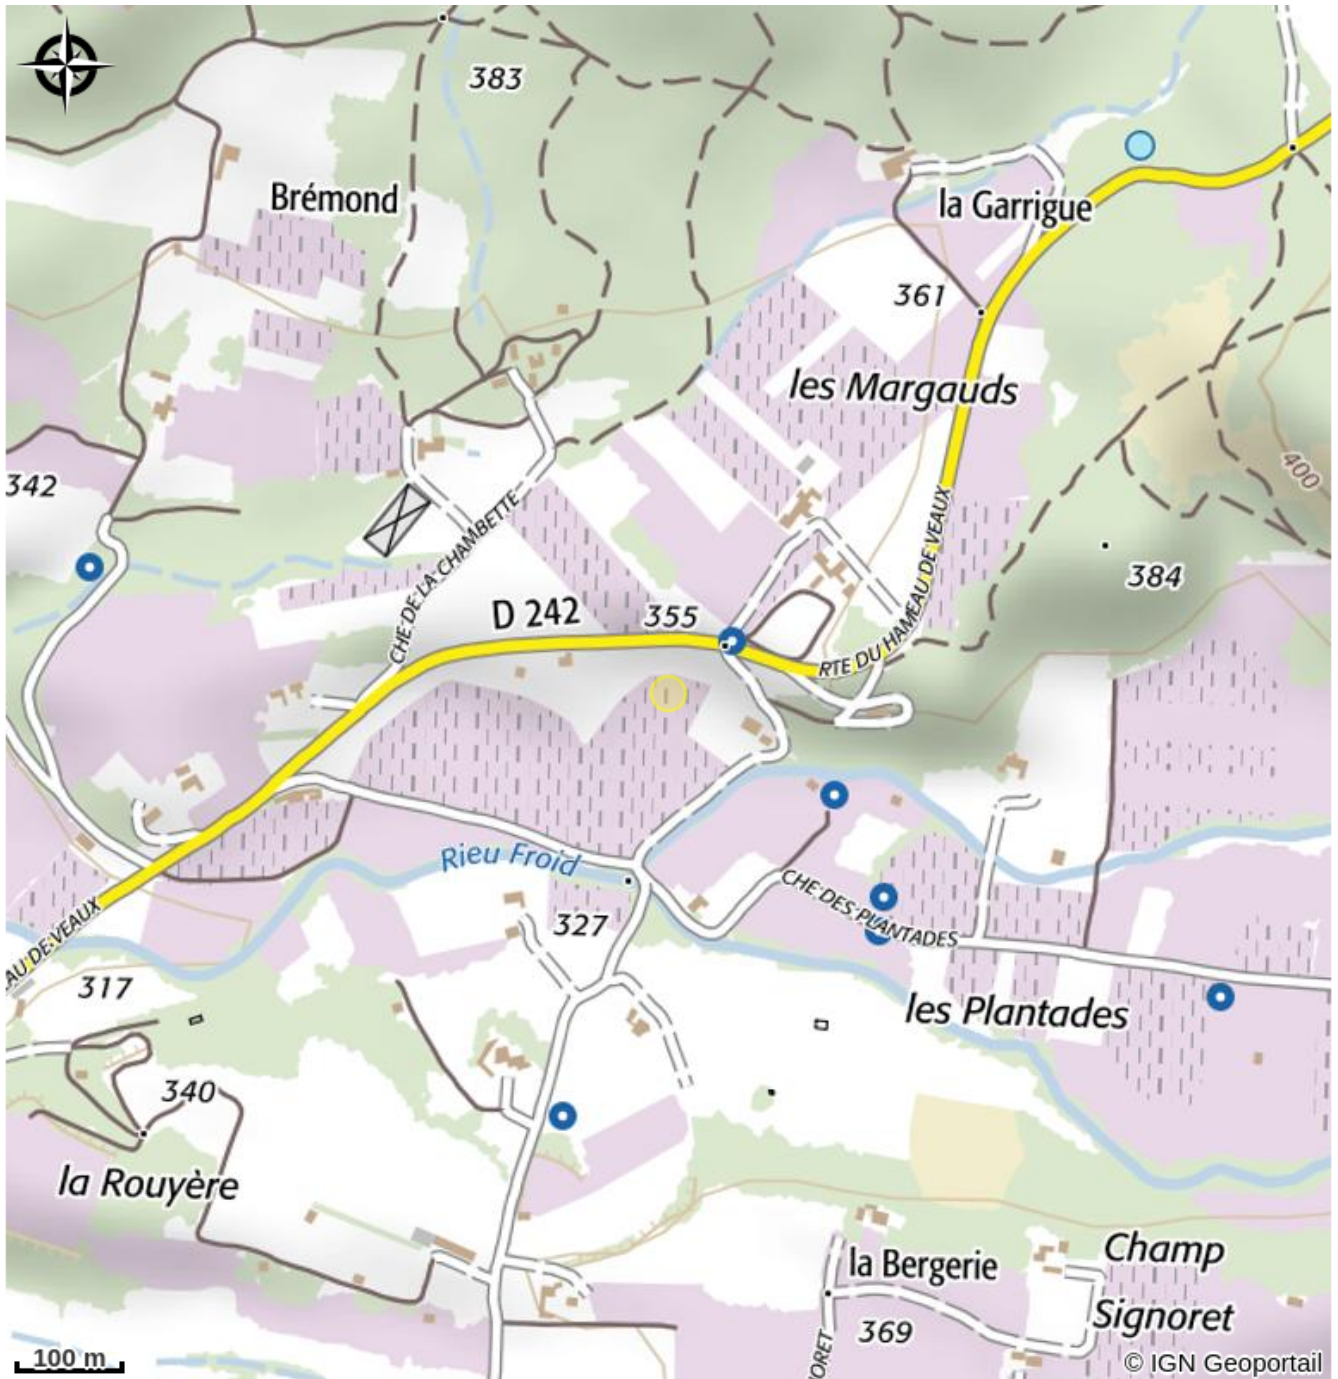 383
Brémond
la Garrigue
361
les Margauds
400
342
CHE DE LA CHAMBETTE
RTE DU HAMEAU DE VEAUX
384
D 242
355
Rieu Froid
CHE DES PLANTADES
327
AU DE VEAUX
317
les Plantades
340
la Rouyère
la Bergerie
Champ
Signoret
369
ORET
100 m
© IGN Geoportail